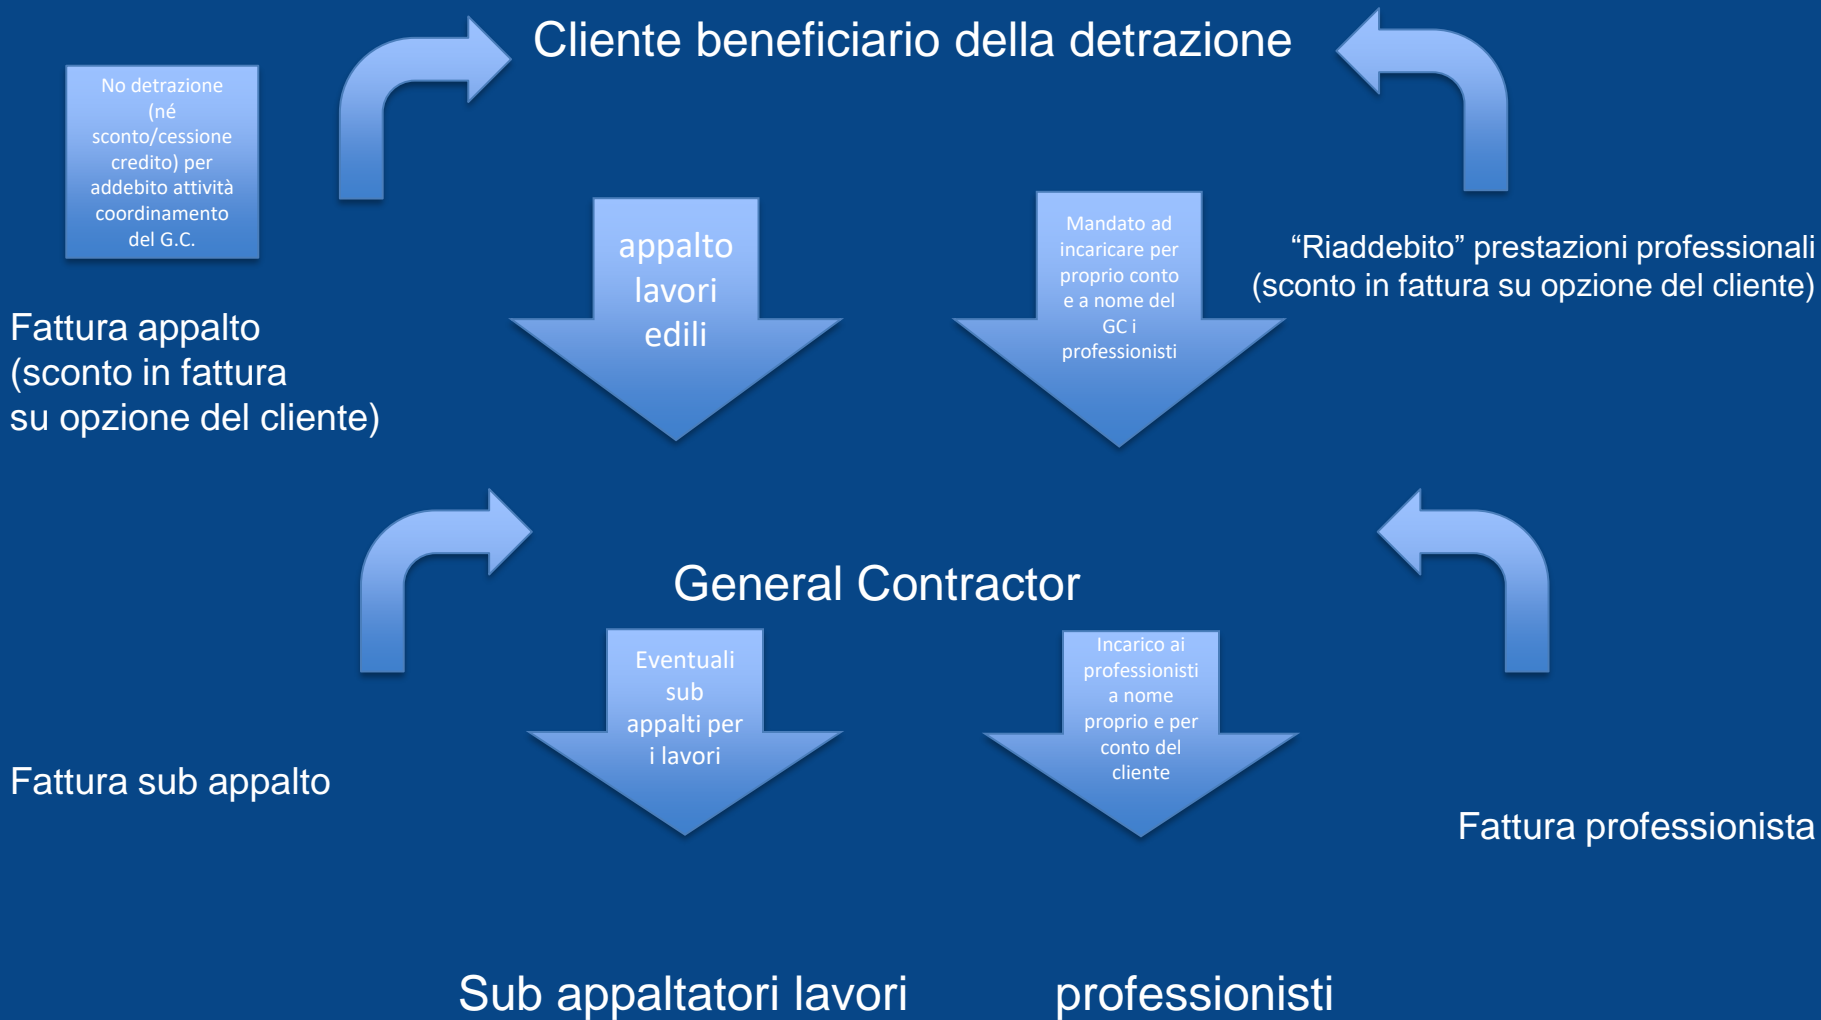 Cliente beneficiario della detrazione
No detrazione
(né
sconto/cessione
credito) per
addebito attività
coordinamento
del G.C.
appalto
lavori
edili
Mandato ad
incaricare per
proprio conto
e a nome del
GC i
professionisti
“Riaddebito” prestazioni professionali
(sconto in fattura su opzione del cliente)
Fattura appalto
(sconto in fattura
su opzione del cliente)
General Contractor
Eventuali
sub
appalti per
i lavori
Incarico ai
professionisti
a nome
proprio e per
conto del
cliente
Fattura sub appalto
Fattura professionista
Sub appaltatori lavori
professionisti